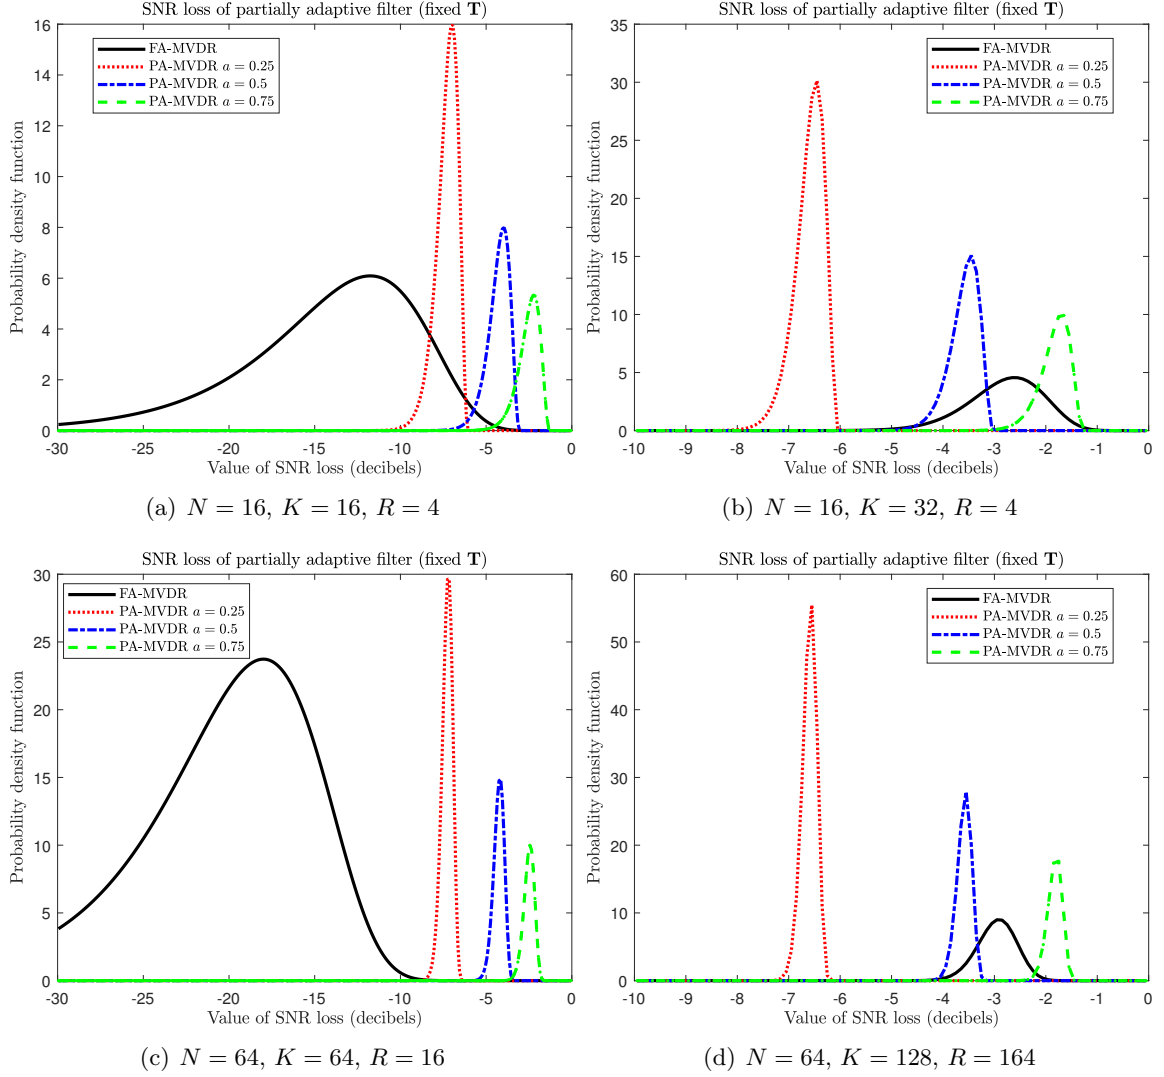 SNR loss of partially adaptive filter (fixed T)
16
14
12
10
8
6
4
2
0
Probability density function
FA-MVDR
PA-MVDR a = 0.25
PA-MVDR a = 0.5
PA-MVDR a = 0.75
-30 -25 -20 -15 -10 -5 0
Value of SNR loss (decibels)
(a) N = 16, K = 16, R = 4
SNR loss of partially adaptive filter (fixed T)
35
30
25
20
15
10
5
0
Probability density function
FA-MVDR
PA-MVDR a = 0.25
PA-MVDR a = 0.5
PA-MVDR a = 0.75
-10 -9 -8 -7 -6 -5 -4 -3 -2 -1 0
Value of SNR loss (decibels)
(b) N = 16, K = 32, R = 4
SNR loss of partially adaptive filter (fixed T)
30
25
20
15
10
5
0
Probability density function
FA-MVDR
PA-MVDR a = 0.25
PA-MVDR a = 0.5
PA-MVDR a = 0.75
-30 -25 -20 -15 -10 -5 0
Value of SNR loss (decibels)
(c) N = 64, K = 64, R = 16
SNR loss of partially adaptive filter (fixed T)
60
50
40
30
20
10
0
Probability density function
FA-MVDR
PA-MVDR a = 0.25
PA-MVDR a = 0.5
PA-MVDR a = 0.75
-10 -9 -8 -7 -6 -5 -4 -3 -2 -1 0
Value of SNR loss (decibels)
(d) N = 64, K = 128, R = 164